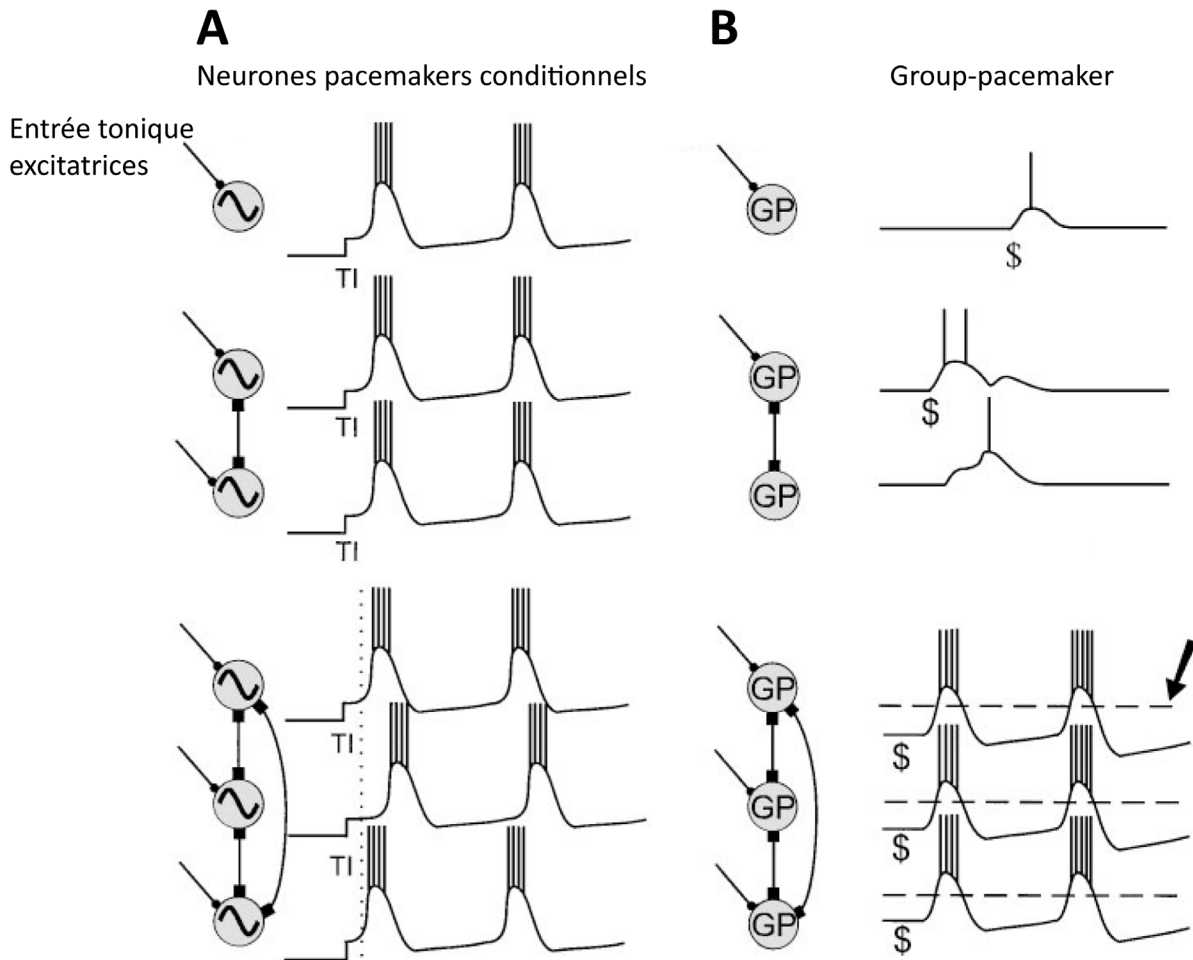 A
B
Neurones pacemakers conditionnels
Group-pacemaker
Entrée tonique
excitatrices
TI
TI
TI
TI
TI
GP
$
GP
$
GP
GP
$
GP
$
GP
$